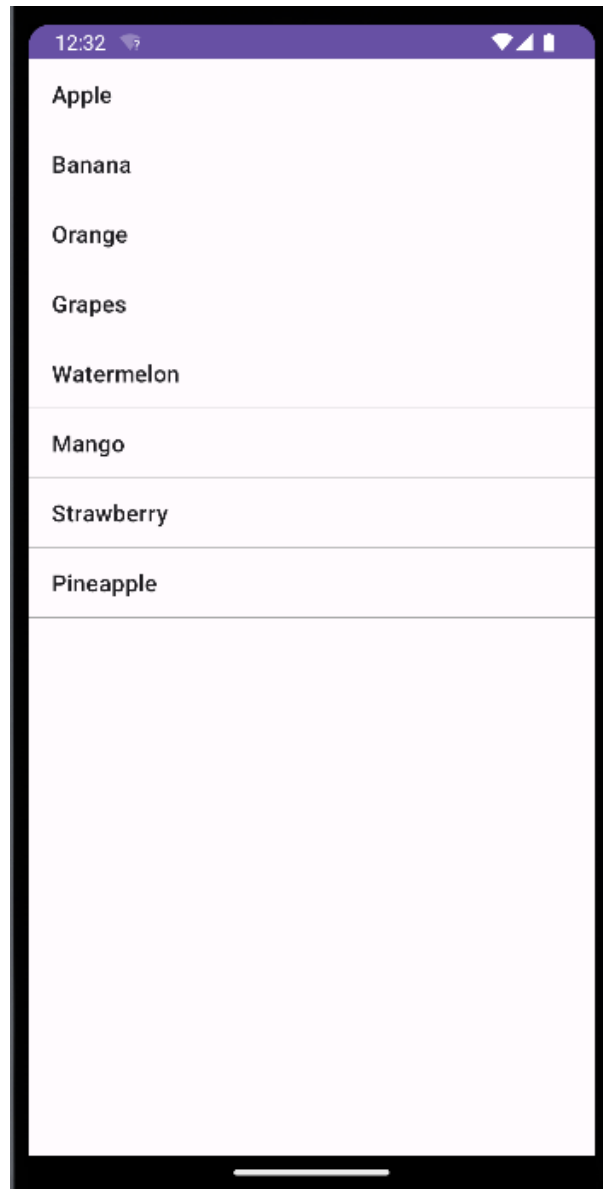 12:32
Apple
Banana
Orange
Grapes
Watermelon
Mango
Strawberry
Pineapple